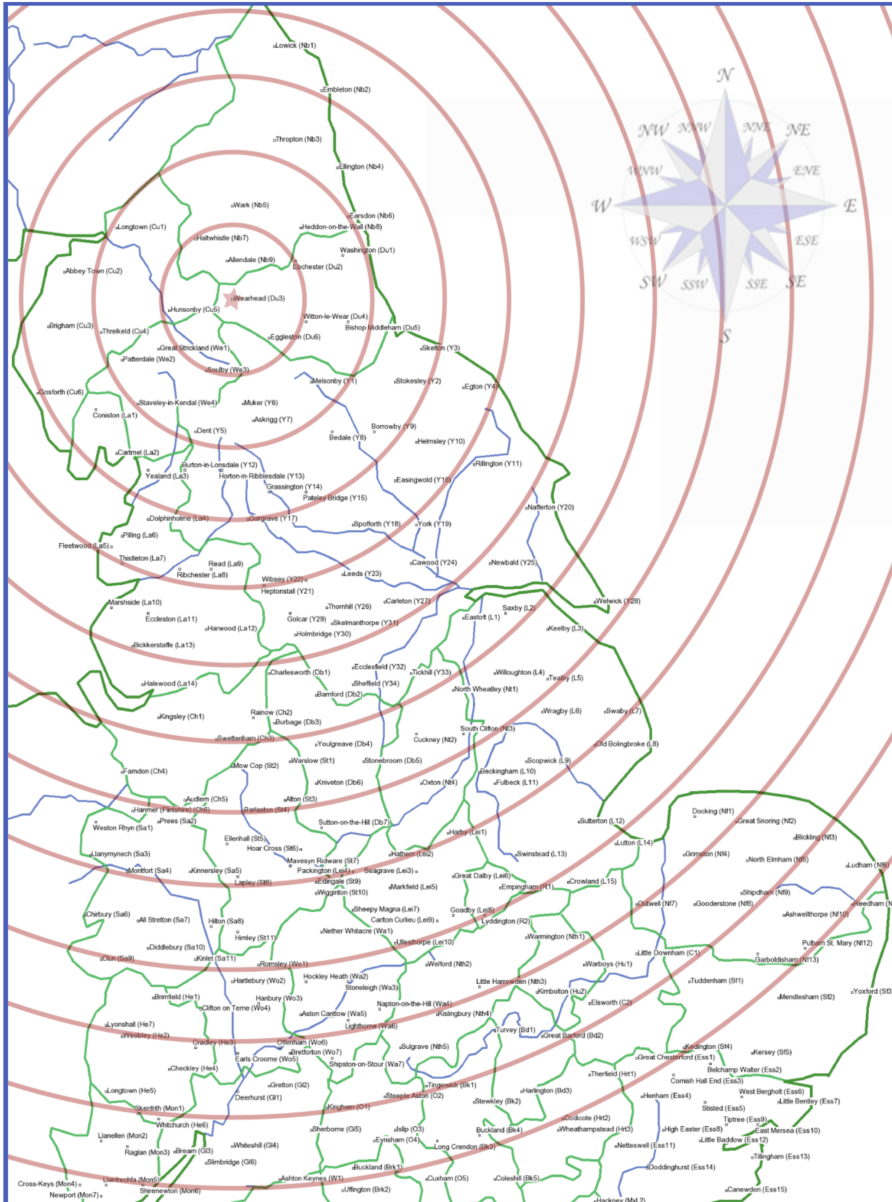 Lowick (Nb1)
Embleton (Nb2)
Thropton (Nb3)
Ellington (Nb4)
Wark (Nb5)
Earsdon (Nb6)
Longtown (Cu1)
Heddon-on-the-Wall (Nb8)
Haltwhistle (Nb7)
Washington (Du1)
Allendale (Nb9)
Ebchester (Du2)
Abbey Town (Cu2)
Wearhead (Du3)
Hunsonby (Cu5)
Witton-le-Wear (Du4)
Brigham (Cu3)
Threlkeld (Cu4)
Bishop Middleham (Du5)
Eggleston (Du6)
Great Strickland (We1)
Skelton (Y3)
Patterdale (We2)
Soulby (We3)
Melsonby (Y1)
Stokesley (Y2)
Egton (Y4)
Gosforth (Cu6)
Staveley-in-Kendal (We4)
Muker (Y6)
Coniston (La1)
Askrigg (Y7)
Dent (Y5)
Bedale (Y8)
Borrowby (Y9)
Helmsley (Y10)
Cartmel (La2)
Burton-in-Lonsdale (Y12)
Rillington (Y11)
Yealand (La3)
Horton-in-Ribblesdale (Y13)
Easingwold (Y16)
Grassington (Y14)
Pateley Bridge (Y15)
Nafferton (Y20)
Dolphinholme (La4)
Gargrave (Y17)
Spofforth (Y18)
York (Y19)
Pilling (La6)
Fleetwood (La5)
Thistleton (La7)
Read (La9)
Ribchester (La8)
Cawood (Y24)
Newbald (Y25)
Wibsey (Y22)
Leeds (Y23)
Heptonstall (Y21)
Marshside (La10)
Thornhill (Y26)
Carleton (Y27)
Welwick (Y28)
Eccleston (La11)
Golcar (Y29)
Saxby (L2)
Eastoft (L1)
Skelmanthorpe (Y31)
Harwood (La12)
Holmbridge (Y30)
Keelby (L3)
Bickkerstaffe (La13)
Ecclesfield (Y32)
Charlesworth (Db1)
Tickhill (Y33)
Willoughton (L4)
Tealby (L5)
Halewood (La14)
Sheffield (Y34)
Bamford (Db2)
North Wheatley (Nt1)
Kingsley (Ch1)
Rainow (Ch2)
Burbage (Db3)
Wragby (L6)
Swaby (L7)
South Clifton (Nt3)
Swettenham (Ch3)
Youlgreave (Db4)
Cuckney (Nt2)
Old Bolingbroke (L8)
Mow Cop (St2)
Warslow (St1)
Stonebroom (Db5)
Scopwick (L9)
Farndon (Ch4)
Beckingham (L10)
Kniveton (Db6)
Oxton (Nt4)
Fulbeck (L11)
Audlem (Ch5)
Alton (St3)
Hanmer (Flintshire) (Ch6)
Barlaston (St4)
Docking (Nf1)
Weston Rhyn (Sa1)
Prees (Sa2)
Sutton-on-the-Hill (Db7)
Sutterton (L12)
Great Snoring (Nf2)
Harby (Lei1)
Blickling (Nf3)
Ellenhall (St5)
Hoar Cross (St6)
Lutton (L14)
Llanymynech (Sa3)
Hathern (Lei2)
Swinstead (L13)
Grimston (Nf4)
North Elmham (Nf5)
Mavesyn Ridware (St7)
Ludham (Nf6)
Montfort (Sa4)
Kinnersley (Sa5)
Packington (Lei4)
Seagrave (Lei3)
Great Dalby (Lei6)
Lapley (St8)
Edingale (St9)
Markfield (Lei5)
Empingham (R1)
Crowland (L15)
Wigginton (St10)
Shipdham (Nf9)
Outwell (Nf7)
Gooderstone (Nf8)
Reedham (N
Chirbury (Sa6)
All Stretton (Sa7)
Sheepy Magna (Lei7)
Goadby (Lei8)
Ashwellthorpe (Nf10)
Hilton (Sa8)
Carlton Curlieu (Lei9)
Lyddington (R2)
Himley (St11)
Nether Whitacre (Wa1)
Warmington (Nth1)
Diddlebury (Sa10)
Ullesthorpe (Lei10)
Pulham St. Mary (Nf12)
Clun (Sa9)
Kinlet (Sa11)
Romsley (Wo1)
Welford (Nth2)
Warboys (Hu1)
Little Downham (C1)
Garboldisham (Nf13)
Hartlebury (Wo2)
Hockley Heath (Wa2)
Stoneleigh (Wa3)
Little Harrowden (Nth3)
Kimbolton (Hu2)
Tuddenham (Sf1)
Brimfield (He1)
Hanbury (Wo3)
Mendlesham (Sf2)
Yoxford (Sf3
Clifton on Teme (Wo4)
Napton-on-the-Hill (Wa4)
Elsworth (C2)
Aston Cantlow (Wa5)
Kislingbury (Nth4)
Lyonshall (He7)
Lighthorne (Wa6)
Turvey (Bd1)
Weobley (He2)
Great Barford (Bd2)
Cradley (He3)
Offenham (Wo6)
Sulgrave (Nth5)
Kedington (Sf4)
Bretforton (Wo7)
Kersey (Sf5)
Earls Croome (Wo5)
Great Chesterford (Ess1)
Checkley (He4)
Shipston-on-Stour (Wa7)
Belchamp Walter (Ess2)
Therfield (Hrt1)
Cornish Hall End (Ess3)
Longtown (He5)
Gretton (Gl2)
Tingewick (Bk1)
Harlington (Bd3)
Deerhurst (Gl1)
Steeple Aston (O2)
Henham (Ess4)
West Bergholt (Ess6)
Stewkley (Bk2)
Little Bentley (Ess7)
Skenfrith (Mon1)
Kingham (O1)
Stisted (Ess5)
Codicote (Hrt2)
Tiptree (Ess9)
Whitchurch (He6)
Sherborne (Gl5)
Islip (O3)
Buckland (Bk4)
Wheathampstead (Hrt3)
High Easter (Ess8)
East Mersea (Ess10)
Llanellen (Mon2)
Whiteshill (Gl4)
Eynsham (O4)
Long Crendon (Bk3)
Netteswell (Ess11)
Little Baddow (Ess12)
Raglan (Mon3)
Bream (Gl3)
Tillingham (Ess13)
Slimbridge (Gl6)
Buckland (Brk1)
Doddinghurst (Ess14)
Cross-Keys (Mon4)
Llanfrechfa (Mon5)
Ashton Keynes (W1)
Cuxham (O5)
Coleshill (Bk5)
Newport (Mon7)
Shirenewton (Mon6)
Uffington (Brk2)
Canewdon (Ess15)
Hackney (MxL2)
N
NNW
NNE
NW
NE
WNW
ENE
W
E
WSW
ESE
SW
SE
SSW
SSE
S